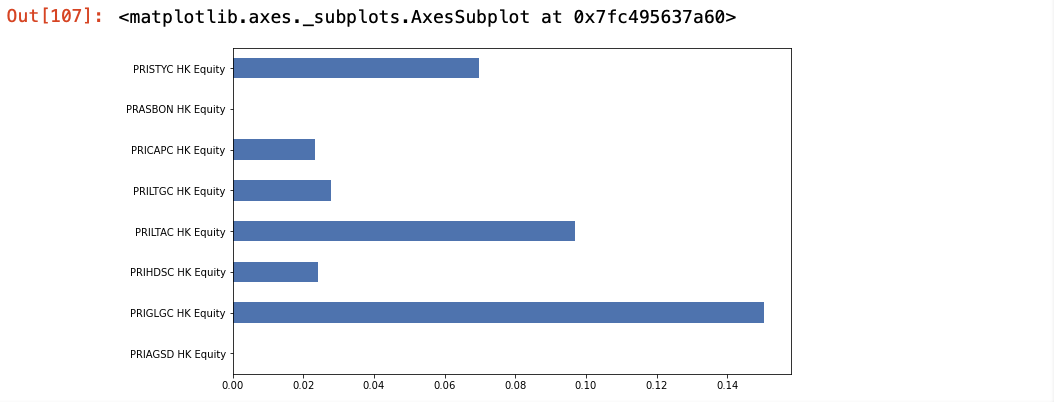 Out[107]: <matplotlib.axes._subplots.AxesSubplot at 0x7fc495637a60>
PRISTYC HK Equity
PRASBON HK Equity
PRICAPC HK Equity
PRILTGC HK Equity
PRILTAC HK Equity
PRIHDSC HK Equity
PRIGLGC HK Equity
PRIAGSD HK Equity
0.00 0.02 0.04 0.06 0.08 0.10 0.12 0.14